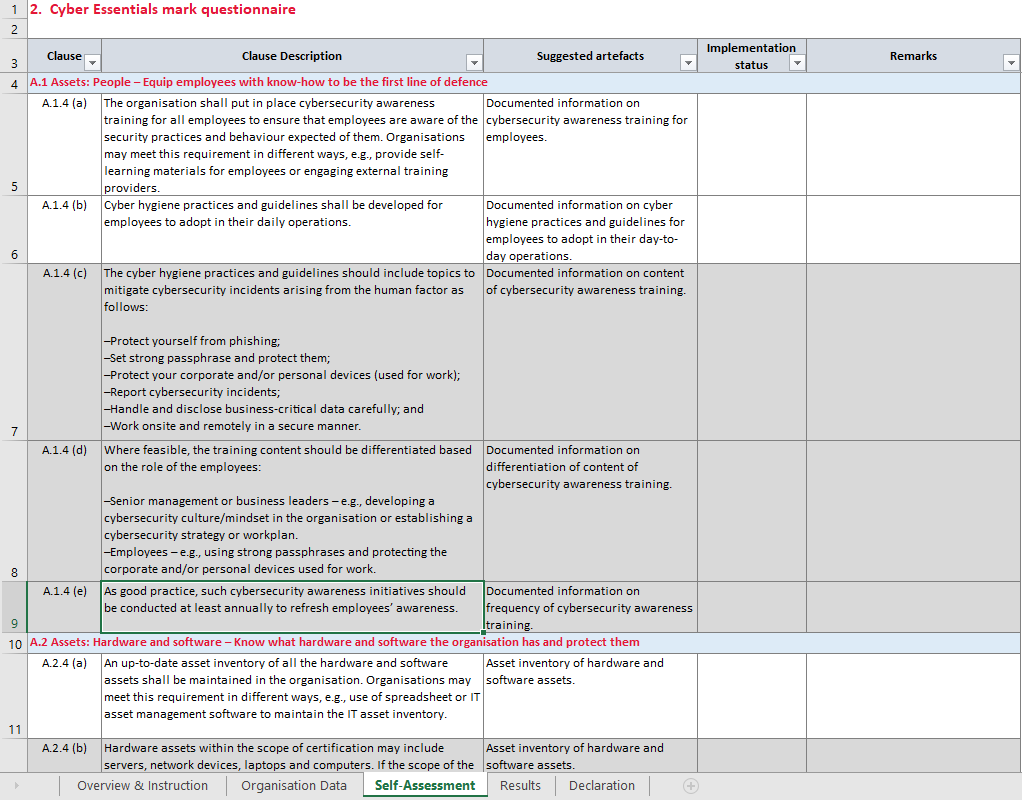 1 2. Cyber Essentials mark questionnaire
2
3 Clause Clause Description Suggested artefacts Implementation status Remarks
4 A.1 Assets: People – Equip employees with know-how to be the first line of defence
A.1.4 (a)
The organisation shall put in place cybersecurity awareness
training for all employees to ensure that employees are aware of the
security practices and behaviour expected of them. Organisations
may meet this requirement in different ways, e.g., provide self-
learning materials for employees or engaging external training
providers.
Documented information on
cybersecurity awareness training for
employees.
5
A.1.4 (b)
Cyber hygiene practices and guidelines shall be developed for
employees to adopt in their daily operations.
Documented information on cyber
hygiene practices and guidelines for
employees to adopt in their day-to-
day operations.
6
A.1.4 (c)
The cyber hygiene practices and guidelines should include topics to
mitigate cybersecurity incidents arising from the human factor as
follows:
–Protect yourself from phishing;
–Set strong passphrase and protect them;
–Protect your corporate and/or personal devices (used for work);
–Report cybersecurity incidents;
–Handle and disclose business-critical data carefully; and
–Work onsite and remotely in a secure manner.
Documented information on content
of cybersecurity awareness training.
7
A.1.4 (d)
Where feasible, the training content should be differentiated based
on the role of the employees:
–Senior management or business leaders – e.g., developing a
cybersecurity culture/mindset in the organisation or establishing a
cybersecurity strategy or workplan.
–Employees – e.g., using strong passphrases and protecting the
corporate and/or personal devices used for work.
Documented information on
differentiation of content of
cybersecurity awareness training.
8
A.1.4 (e)
As good practice, such cybersecurity awareness initiatives should
be conducted at least annually to refresh employees' awareness.
Documented information on
frequency of cybersecurity awareness
training.
9
10 A.2 Assets: Hardware and software – Know what hardware and software the organisation has and protect them
A.2.4 (a)
An up-to-date asset inventory of all the hardware and software
assets shall be maintained in the organisation. Organisations may
meet this requirement in different ways, e.g., use of spreadsheet or IT
asset management software to maintain the IT asset inventory.
Asset inventory of hardware and
software assets.
11
A.2.4 (b)
Hardware assets within the scope of certification may include
servers, network devices, laptops and computers. If the scope of the
Asset inventory of hardware and
software assets.
Overview & Instruction Organisation Data Self-Assessment Results Declaration